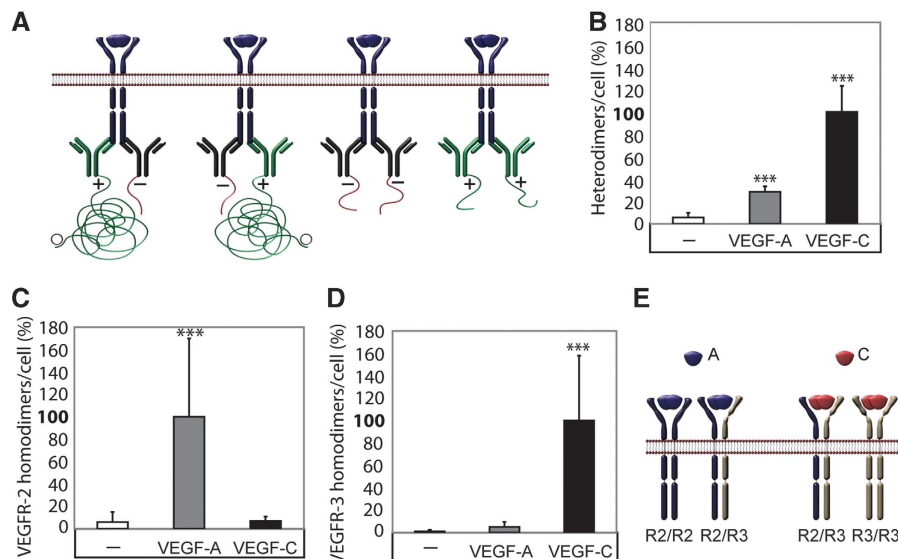 A
+
−
−
+
−
−
+
+
B
Heterodimers/cell (%)
180
160
140
120
100
80
60
40
20
0
***
***
−
VEGF-A
VEGF-C
C
VEGFR-2 homodimers/cell (%)
180
160
140
120
100
80
60
40
20
0
***
−
VEGF-A
VEGF-C
D
VEGFR-3 homodimers/cell (%)
180
160
140
120
100
80
60
40
20
0
***
−
VEGF-A
VEGF-C
E
A
C
R2/R2 R2/R3
R2/R3 R3/R3